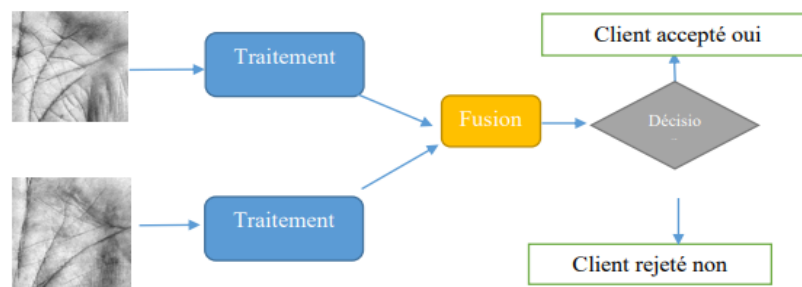 Client accepté oui
Traitement
Fusion
Décisio
Traitement
Client rejeté non